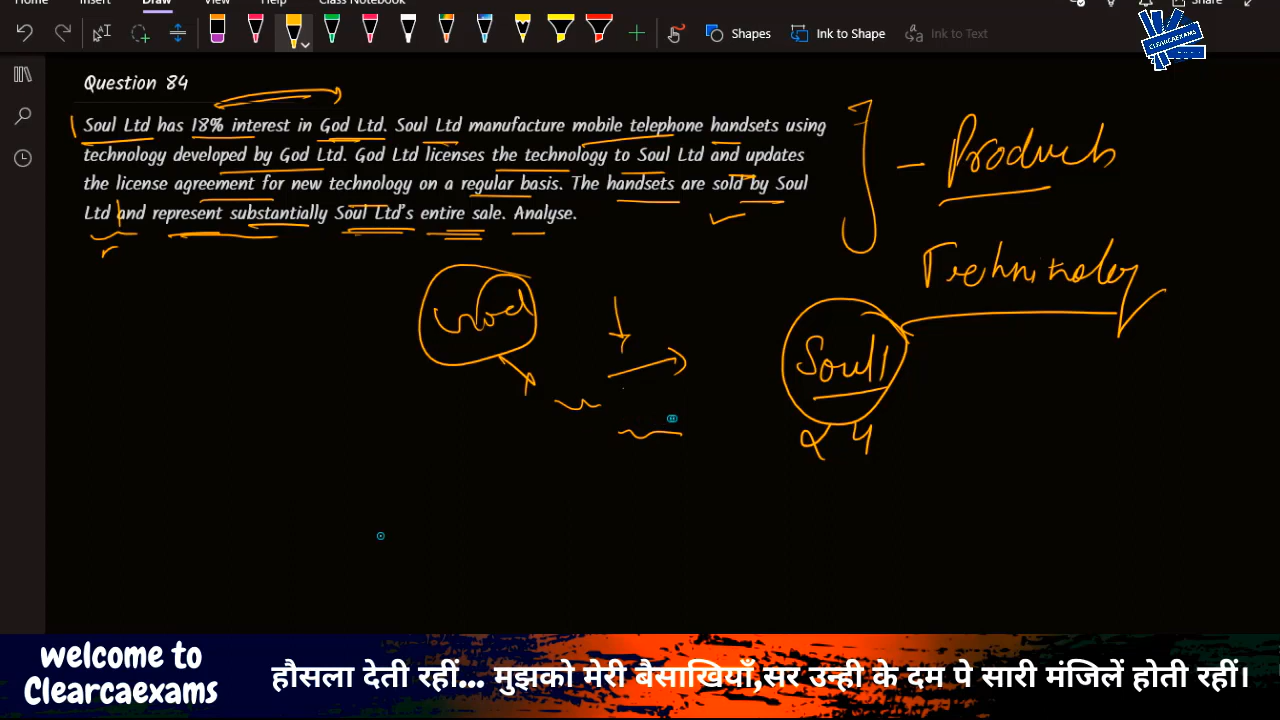 Home Insert Draw View Help Class Notebook Share
Shapes Ink to Shape Ink to Text
CLEARCAEXAMS
Question 84
Soul Ltd has 18% interest in God Ltd. Soul Ltd manufacture mobile telephone handsets using
technology developed by God Ltd. God Ltd licenses the technology to Soul Ltd and updates
the license agreement for new technology on a regular basis. The handsets are sold by Soul
Ltd and represent substantially Soul Ltd's entire sale. Analyse.
Product
God
Soul
welcome to
Clearcaexams
हौसला देती रहीं... मुझको मेरी बैसाखियाँ,सर उन्ही के दम पे सारी मंजिलें होती रहीं।